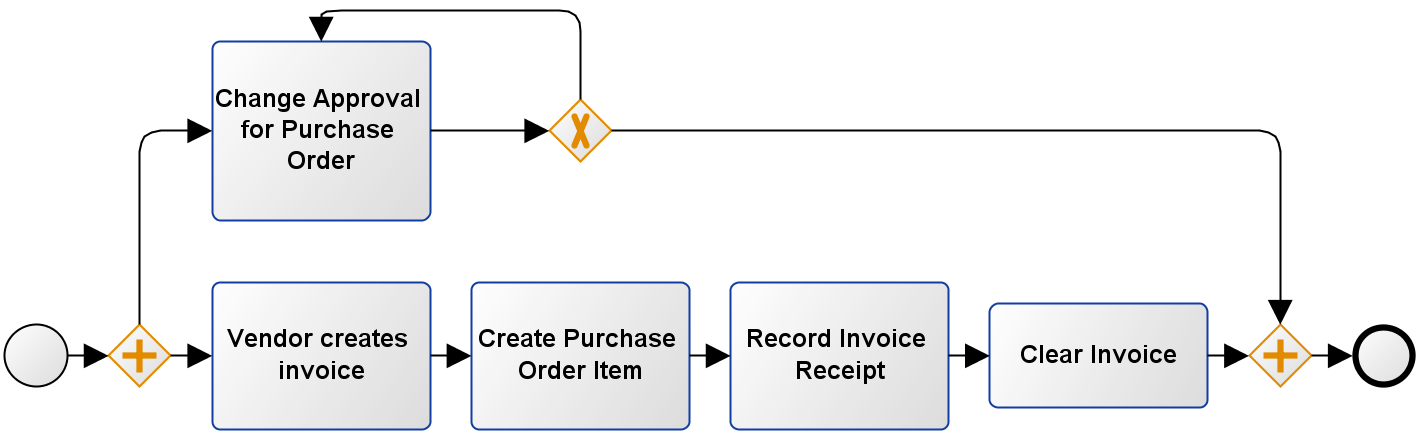 Change Approval
for Purchase
Order
Vendor creates
invoice
Create Purchase
Order Item
Record Invoice
Receipt
Clear Invoice